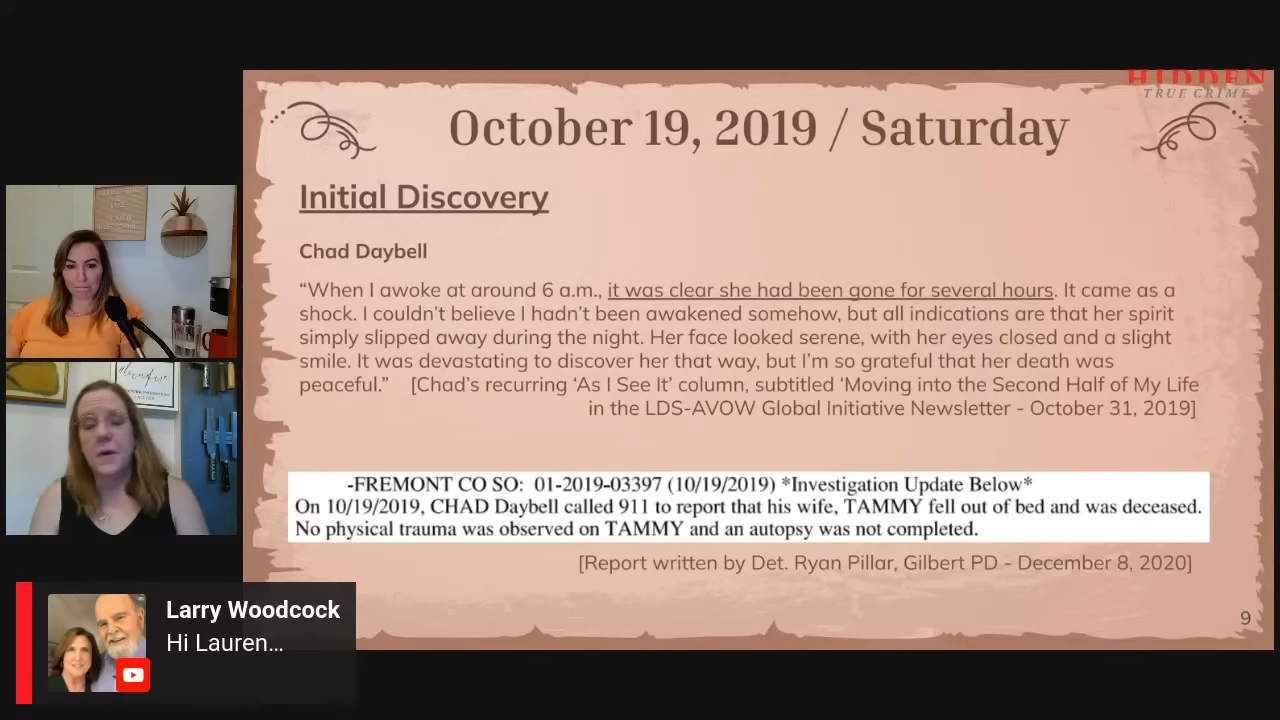 HIDDEN
TRUE CRIME
October 19, 2019 / Saturday
Initial Discovery
Chad Daybell
“When I awoke at around 6 a.m., it was clear she had been gone for several hours. It came as a
shock. I couldn’t believe I hadn’t been awakened somehow, but all indications are that her spirit
simply slipped away during the night. Her face looked serene, with her eyes closed and a slight
smile. It was devastating to discover her that way, but I’m so grateful that her death was
peaceful.” [Chad’s recurring ‘As I See It’ column, subtitled ‘Moving into the Second Half of My Life
in the LDS-AVOW Global Initiative Newsletter - October 31, 2019]
-FREMONT CO SO: 01-2019-03397 (10/19/2019) *Investigation Update Below*
On 10/19/2019, CHAD Daybell called 911 to report that his wife, TAMMY fell out of bed and was deceased.
No physical trauma was observed on TAMMY and an autopsy was not completed.
[Report written by Det. Ryan Pillar, Gilbert PD - December 8, 2020]
9
Larry Woodcock
Hi Lauren…